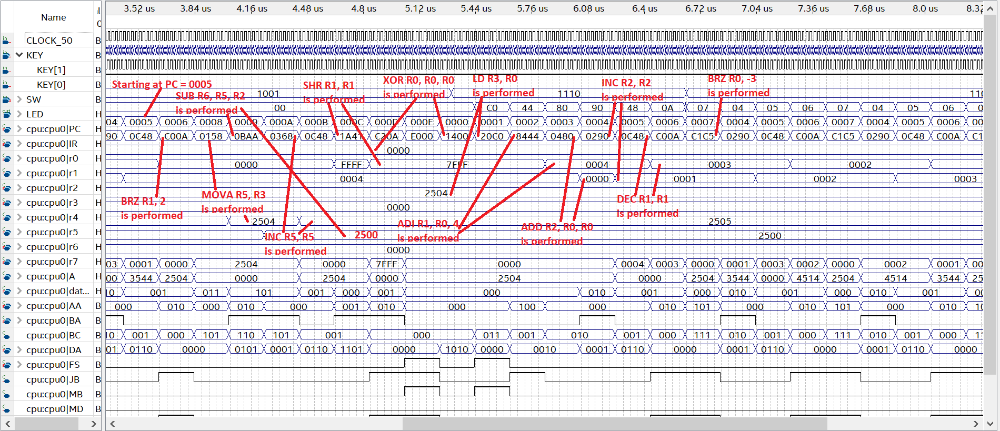 Name
0
3.52 us 3.84 us 4.16 us 4.48 us 4.8 us 5.12 us 5.44 us 5.76 us 6.08 us 6.4 us 6.72 us 7.04 us 7.36 us 7.68 us 8.0 us 8.32
CLOCK_50 B
KEY B
KEY[1] B
KEY[0] B
Starting at PC = 0005
SUB R6, R5, R2
is performed
SHR R1, R1
is performed
XOR R0, R0, R0
is performed
LD R3, R0
is performed
INC R2, R2
is performed
BRZ R0, -3
is performed
SW B 1001 1110 110
LED H 00 C0 44 80 90 48 0A 07 04 05 06 07 04 05 06 0
cpu:cpu0|PC H 04 0005 0006 0008 0009 000A 000B 000C 000D 000E 0000 0001 0002 0003 0004 0005 0006 0007 0004 0005 0006 0007 0004 0005 0006 00
cpu:cpu0|IR H 90 0C48 C00A 0158 0BAA 0368 0C48 1A41 C20A E000 1400 20C0 8444 0480 0290 0C48 C00A C1C5 0290 0C48 C00A C1C5 0290 0C48 C00A C1
cpu:cpu0|r0 H 0000
cpu:cpu0|r1 H 0000 FFFF 7FFF 0004 0003 0002
cpu:cpu0|r2 H 0004 0000 0001 0002 0003
cpu:cpu0|r3 H 2504
cpu:cpu0|r4 H 0000
cpu:cpu0|r5 H 2504 2505
cpu:cpu0|r6 H 2500
cpu:cpu0|r7 H 0000
BRZ R1, 2
is performed
MOVA R5, R3
is performed
INC R5, R5
is performed
2500
ADI R1, R0, 4
is performed
ADD R2, R0, R0
is performed
DEC R1, R1
Is performed
cpu:cpu0|A H 03 0001 0000 2504 0000 7FFF 0000 0004 0003 0000 0001 0003 0002 0000 0002 0001 00
cpu:cpu0|dat... H 00 3544 2504 0000 2504 0000 2504 0000 2504 3544 0000 4514 2504 4514 3544 25
cpu:cpu0|AA B 10 001 011 101 001 000 001 000 010 001 000 010 001 000 010 001 00
cpu:cpu0|BA B 000 010 000 010 000 001 010 000 100 000 010 101 000 010 101 000 010 10
cpu:cpu0|BC B
cpu:cpu0|DA B 10 001 000 101 110 101 001 000 011 001 010 001 000 111 010 001 000 111 010 001 000 11
cpu:cpu0|FS B 01 0110 0000 0101 0001 0110 1101 0000 1010 0000 0010 0001 0110 0000 0001 0110 0000 0001 0110 0000
cpu:cpu0|JB B
cpu:cpu0|MB B
cpu:cpu0|MD B